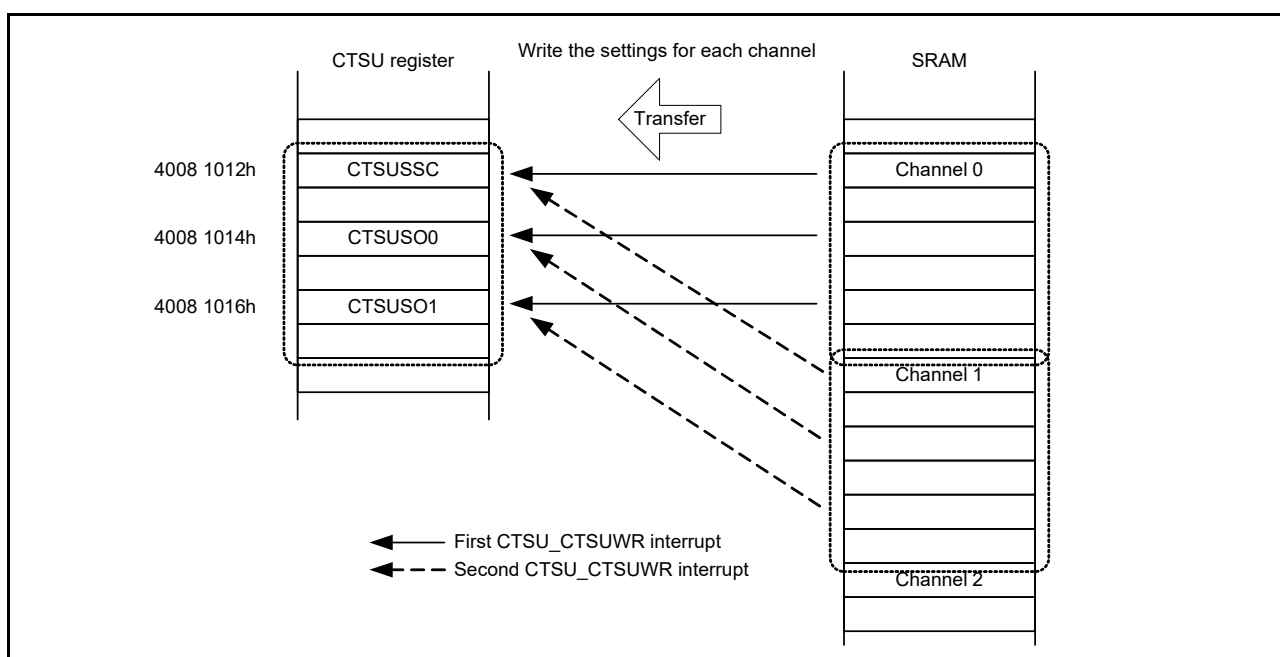 Write the settings for each channel
CTSU register
SRAM
Transfer
4008 1012h
CTSUSSC
Channel 0
4008 1014h
CTSUSO0
4008 1016h
CTSUSO1
Channel 1
First CTSU_CTSUWR interrupt
Second CTSU_CTSUWR interrupt
Channel 2